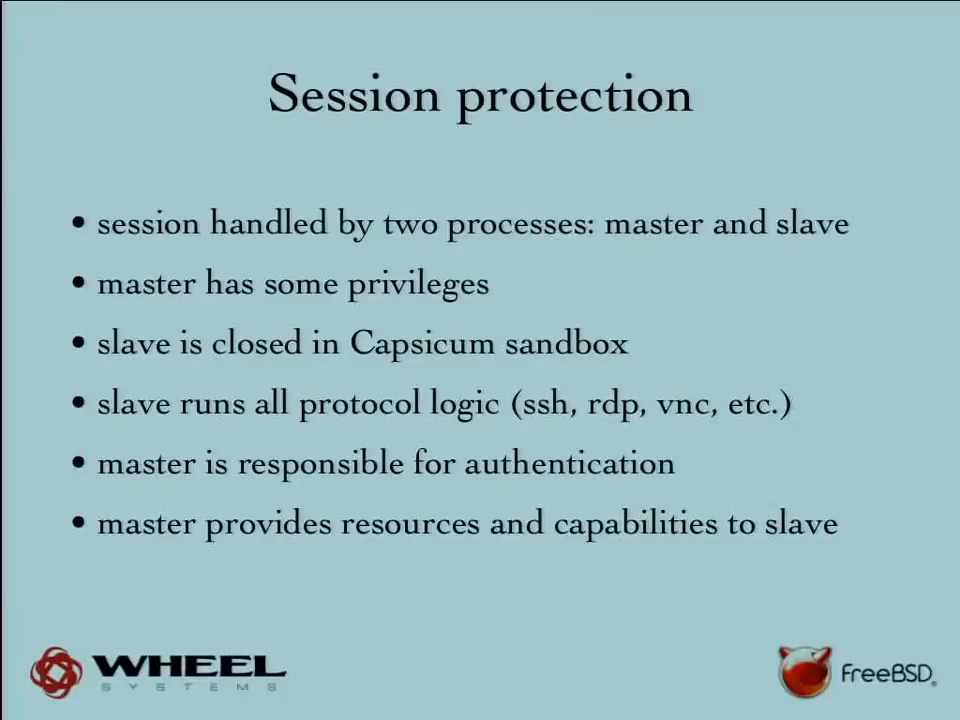 Session protection
• session handled by two processes: master and slave
• master has some privileges
• slave is closed in Capsicum sandbox
• slave runs all protocol logic (ssh, rdp, vnc, etc.)
• master is responsible for authentication
• master provides resources and capabilities to slave
WHEEL
SYSTEMS
FreeBSD®